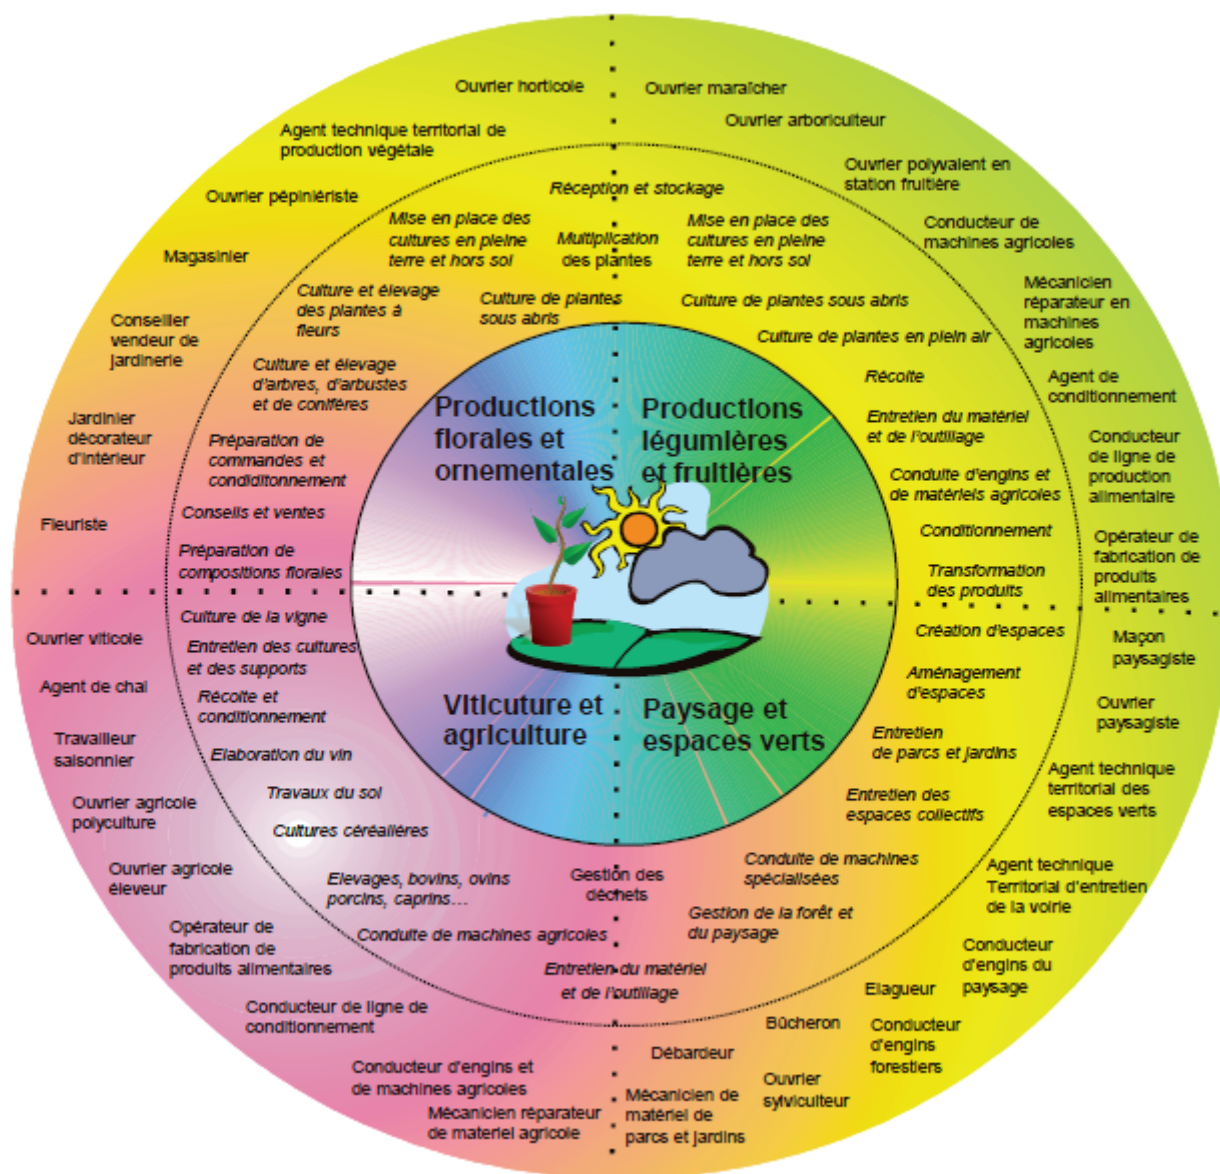 Ouvrier horticole
Agent technique territorial de
production végétale
Ouvrier pépiniériste
Magasinier
Conseiller
vendeur de
jardinerie
Jardinier
décorateur
d'intérieur
Fleuriste
Réception et stockage
Mise en place des
cultures en pleine
terre et hors sol
Multiplication
des plantes
Culture et élevage
des plantes à
fleurs
Culture de plantes
sous abris
Culture et élevage
d'arbres, d'arbustes
et de conifères
Préparation de
commandes et
condiditonnement
Conseils et ventes
Préparation de
compositions florales
Productions
florales et
ornementales
Ouvrier maraîcher
Ouvrier arboriculteur
Ouvrier polyvalent en
station fruitière
Conducteur de
machines agricoles
Mécanicien
réparateur en
machines
agricoles
Agent de
conditionnement
Conducteur
de ligne de
production
alimentaire
Opérateur de
fabrication de
produits
alimentaires
Mise en place des
cultures en pleine
terre et hors sol
Culture de plantes sous abris
Culture de plantes en plein air
Récolte
Entretien du matériel
et de l'outillage
Conduite d'engins et
de matériels agricoles
Conditionnement
Transformation
des produits
Productions
légumières
et fruitières
Culture de la vigne
Entretien des cultures
et des supports
Récolte et
conditionnement
Elaboration du vin
Travaux du sol
Cultures céréalières
Elevages, bovins, ovins
porcins, caprins...
Conduite de machines agricoles
Viticuture et
agriculture
Ouvrier viticole
Agent de chai
Travailleur
saisonnier
Ouvrier agricole
polyculture
Ouvrier agricole
éleveur
Opérateur de
fabrication de
produits alimentaires
Conducteur de ligne de
conditionnement
Conducteur d'engins et
de machines agricoles
Mécanicien réparateur
de materiel agricole
Gestion des
déchets
Entretien du matériel
et de l'outillage
Paysage et
espaces verts
Création d'espaces
Aménagement
d'espaces
Entretien
de parcs et jardins
Entretien des
espaces collectifs
Conduite de machines
spécialisées
Gestion de la forêt et
du paysage
Maçon
paysagiste
Ouvrier
paysagiste
Agent technique
territorial des
espaces verts
Agent technique
Territorial d'entretien
de la voirie
Conducteur
d'engins du
paysage
Elagueur
Conducteur
d'engins
forestiers
Bûcheron
Ouvrier
sylviculteur
Débardeur
Mécanicien de
matériel de
parcs et jardins